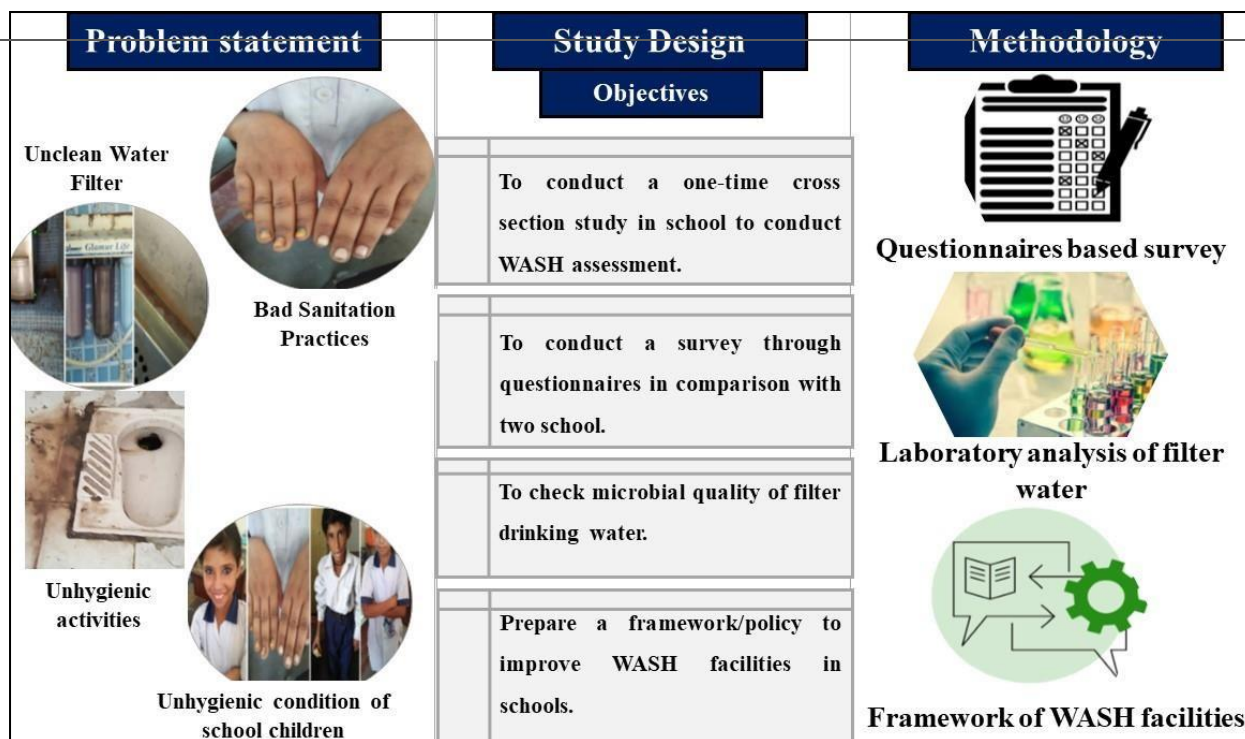 Problem statement
Unclean Water
Filter
Glamar Life
Bad Sanitation
Practices
Unhygienic
activities
Unhygienic condition of
school children
Study Design
Objectives
To conduct a one-time cross
section study in school to conduct
WASH assessment.
To conduct a survey through
questionnaires in comparison with
two school.
To check microbial quality of filter
drinking water.
Prepare a framework/policy to
improve WASH facilities in
schools.
Methodology
Questionnaires based survey
Laboratory analysis of filter
water
Framework of WASH facilities